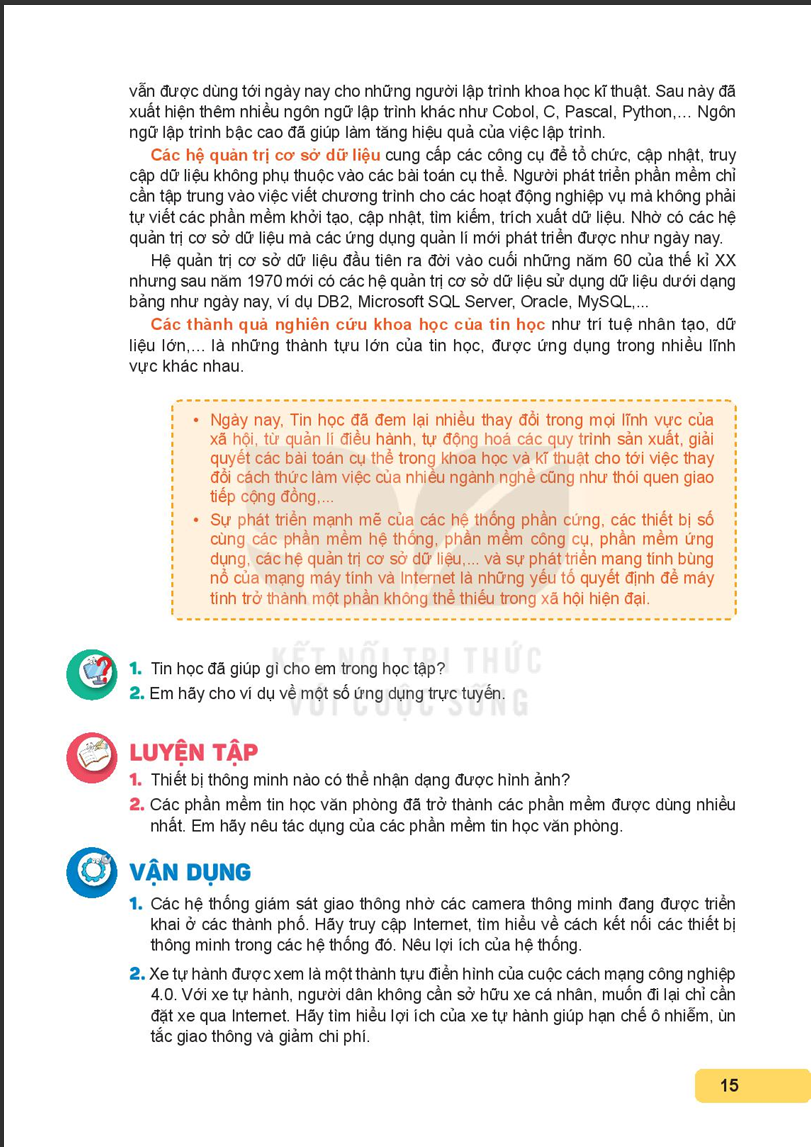 vẫn được dùng tới ngày nay cho những người lập trình khoa học kĩ thuật. Sau này đã
xuất hiện thêm nhiều ngôn ngữ lập trình khác như Cobol, C, Pascal, Python,... Ngôn
ngữ lập trình bậc cao đã giúp làm tăng hiệu quả của việc lập trình.
Các hệ quản trị cơ sở dữ liệu cung cấp các công cụ để tổ chức, cập nhật, truy
cập dữ liệu không phụ thuộc vào các bài toán cụ thể. Người phát triển phần mềm chỉ
cần tập trung vào việc viết chương trình cho các hoạt động nghiệp vụ mà không phải
tự viết các phần mềm khởi tạo, cập nhật, tìm kiếm, trích xuất dữ liệu. Nhờ có các hệ
quản trị cơ sở dữ liệu mà các ứng dụng quản lí mới phát triển được như ngày nay.
Hệ quản trị cơ sở dữ liệu đầu tiên ra đời vào cuối những năm 60 của thế kỉ XX
nhưng sau năm 1970 mới có các hệ quản trị cơ sở dữ liệu sử dụng dữ liệu dưới dạng
bảng như ngày nay, ví dụ DB2, Microsoft SQL Server, Oracle, MySQL,...
Các thành quả nghiên cứu khoa học của tin học như trí tuệ nhân tạo, dữ
liệu lớn,... là những thành tựu lớn của tin học, được ứng dụng trong nhiều lĩnh
vực khác nhau.
• Ngày nay, Tin học đã đem lại nhiều thay đổi trong mọi lĩnh vực của
xã hội, từ quản lí điều hành, tự động hoá các quy trình sản xuất, giải
quyết các bài toán cụ thể trong khoa học và kĩ thuật cho tới việc thay
đổi cách thức làm việc của nhiều ngành nghề cũng như thói quen giao
tiếp cộng đồng,...
• Sự phát triển mạnh mẽ của các hệ thống phần cứng, các thiết bị số
cùng các phần mềm hệ thống, phần mềm công cụ, phần mềm ứng
dụng, các hệ quản trị cơ sở dữ liệu,... và sự phát triển mang tính bùng
nổ của mạng máy tính và Internet là những yếu tố quyết định để máy
tính trở thành một phần không thể thiếu trong xã hội hiện đại.
KẾT NỐI TRI THỨC
1. Tin học đã giúp gì cho em trong học tập?
2. Em hãy cho ví dụ về một số ứng dụng trực tuyến.
VỚI CUỘC SỐNG
LUYỆN TẬP
1. Thiết bị thông minh nào có thể nhận dạng được hình ảnh?
2. Các phần mềm tin học văn phòng đã trở thành các phần mềm được dùng nhiều
nhất. Em hãy nêu tác dụng của các phần mềm tin học văn phòng.
VẬN DỤNG
1. Các hệ thống giám sát giao thông nhờ các camera thông minh đang được triển
khai ở các thành phố. Hãy truy cập Internet, tìm hiểu về cách kết nối các thiết bị
thông minh trong các hệ thống đó. Nêu lợi ích của hệ thống.
2. Xe tự hành được xem là một thành tựu điển hình của cuộc cách mạng công nghiệp
4.0. Với xe tự hành, người dân không cần sở hữu xe cá nhân, muốn đi lại chỉ cần
đặt xe qua Internet. Hãy tìm hiểu lợi ích của xe tự hành giúp hạn chế ô nhiễm, ùn
tắc giao thông và giảm chi phí.
15